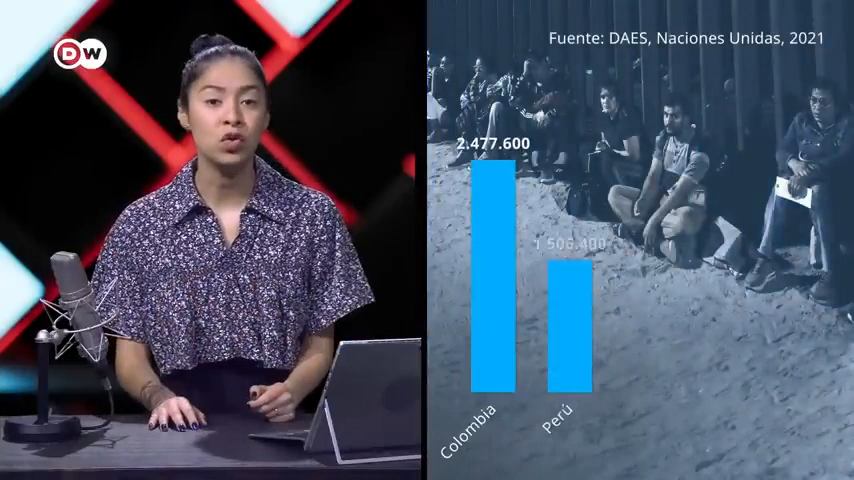 DW
Fuente: DAES, Naciones Unidas, 2021
2.477.600
1.506.400
Colombia
Perú